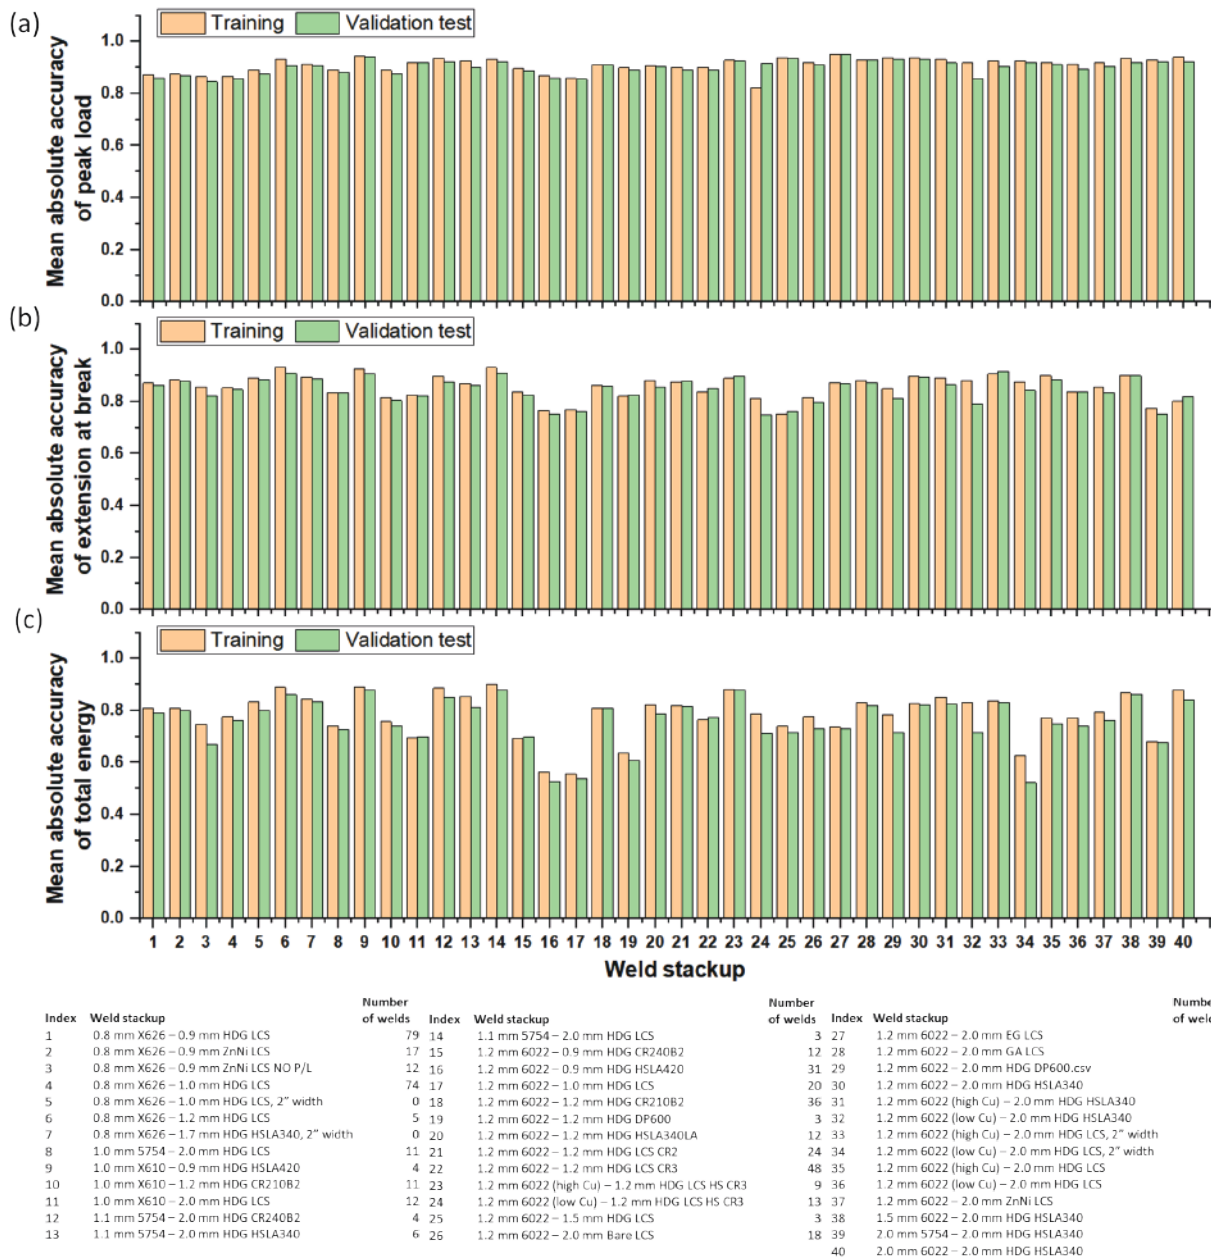 (a)
Training
Validation test
Mean absolute accuracy
of peak load
1.0
0.8
0.6
0.4
0.2
0.0
(b)
Training
Validation test
Mean absolute accuracy
of extension at break
1.0
0.8
0.6
0.4
0.2
0.0
(c)
Training
Validation test
Mean absolute accuracy
of total energy
1.0
0.8
0.6
0.4
0.2
0.0
1 2 3 4 5 6 7 8 9 10 11 12 13 14 15 16 17 18 19 20 21 22 23 24 25 26 27 28 29 30 31 32 33 34 35 36 37 38 39 40
Weld stackup
Index Weld stackup Number of welds
1 0.8 mm X626 – 0.9 mm HDG LCS 79
2 0.8 mm X626 – 0.9 mm ZnNi LCS 17
3 0.8 mm X626 – 0.9 mm ZnNi LCS NO P/L 12
4 0.8 mm X626 – 1.0 mm HDG LCS 74
5 0.8 mm X626 – 1.0 mm HDG LCS, 2” width 0
6 0.8 mm X626 – 1.2 mm HDG LCS 5
7 0.8 mm X626 – 1.7 mm HDG HSLA340, 2” width 0
8 1.0 mm 5754 – 2.0 mm HDG LCS 11
9 1.0 mm X610 – 0.9 mm HDG HSLA420 4
10 1.0 mm X610 – 1.2 mm HDG CR210B2 11
11 1.0 mm X610 – 2.0 mm HDG LCS 12
12 1.1 mm 5754 – 2.0 mm HDG CR240B2 4
13 1.1 mm 5754 – 2.0 mm HDG HSLA340 6
Index Weld stackup Number of welds
14 1.1 mm 5754 – 2.0 mm HDG LCS 3
15 1.2 mm 6022 – 0.9 mm HDG CR240B2 12
16 1.2 mm 6022 – 0.9 mm HDG HSLA420 31
17 1.2 mm 6022 – 1.0 mm HDG LCS 20
18 1.2 mm 6022 – 1.2 mm HDG CR210B2 36
19 1.2 mm 6022 – 1.2 mm HDG DP600 3
20 1.2 mm 6022 – 1.2 mm HDG HSLA340LA 12
21 1.2 mm 6022 – 1.2 mm HDG LCS CR2 24
22 1.2 mm 6022 – 1.2 mm HDG LCS CR3 48
23 1.2 mm 6022 (high Cu) – 1.2 mm HDG LCS HS CR3 9
24 1.2 mm 6022 (low Cu) – 1.2 mm HDG LCS HS CR3 13
25 1.2 mm 6022 – 1.5 mm HDG LCS 3
26 1.2 mm 6022 – 2.0 mm Bare LCS 18
Index Weld stackup
27 1.2 mm 6022 – 2.0 mm EG LCS
28 1.2 mm 6022 – 2.0 mm GA LCS
29 1.2 mm 6022 – 2.0 mm HDG DP600.csv
30 1.2 mm 6022 – 2.0 mm HDG HSLA340
31 1.2 mm 6022 (high Cu) – 2.0 mm HDG HSLA340
32 1.2 mm 6022 (low Cu) – 2.0 mm HDG HSLA340
33 1.2 mm 6022 (high Cu) – 2.0 mm HDG LCS, 2” width
34 1.2 mm 6022 (low Cu) – 2.0 mm HDG LCS, 2” width
35 1.2 mm 6022 (high Cu) – 2.0 mm HDG LCS
36 1.2 mm 6022 (low Cu) – 2.0 mm HDG LCS
37 1.2 mm 6022 – 2.0 mm ZnNi LCS
38 1.5 mm 6022 – 2.0 mm HDG HSLA340
39 2.0 mm 5754 – 2.0 mm HDG HSLA340
40 2.0 mm 6022 – 2.0 mm HDG HSLA340